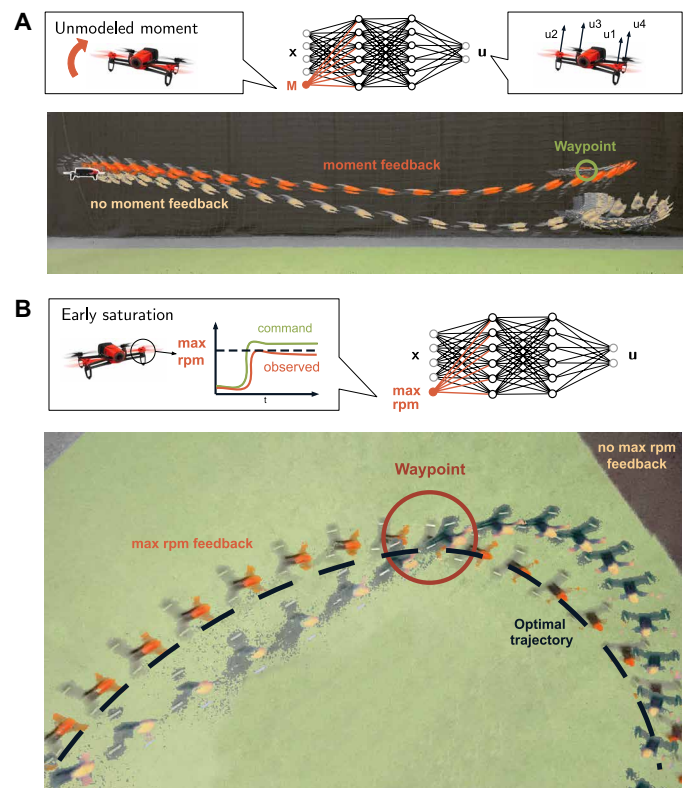 A
Unmodeled moment
x
M
u
u2
u3
u1
u4
moment feedback
Waypoint
no moment feedback
B
Early saturation
max
rpm
command
observed
t
x
max
rpm
u
no max rpm
feedback
Waypoint
max rpm feedback
Optimal
trajectory